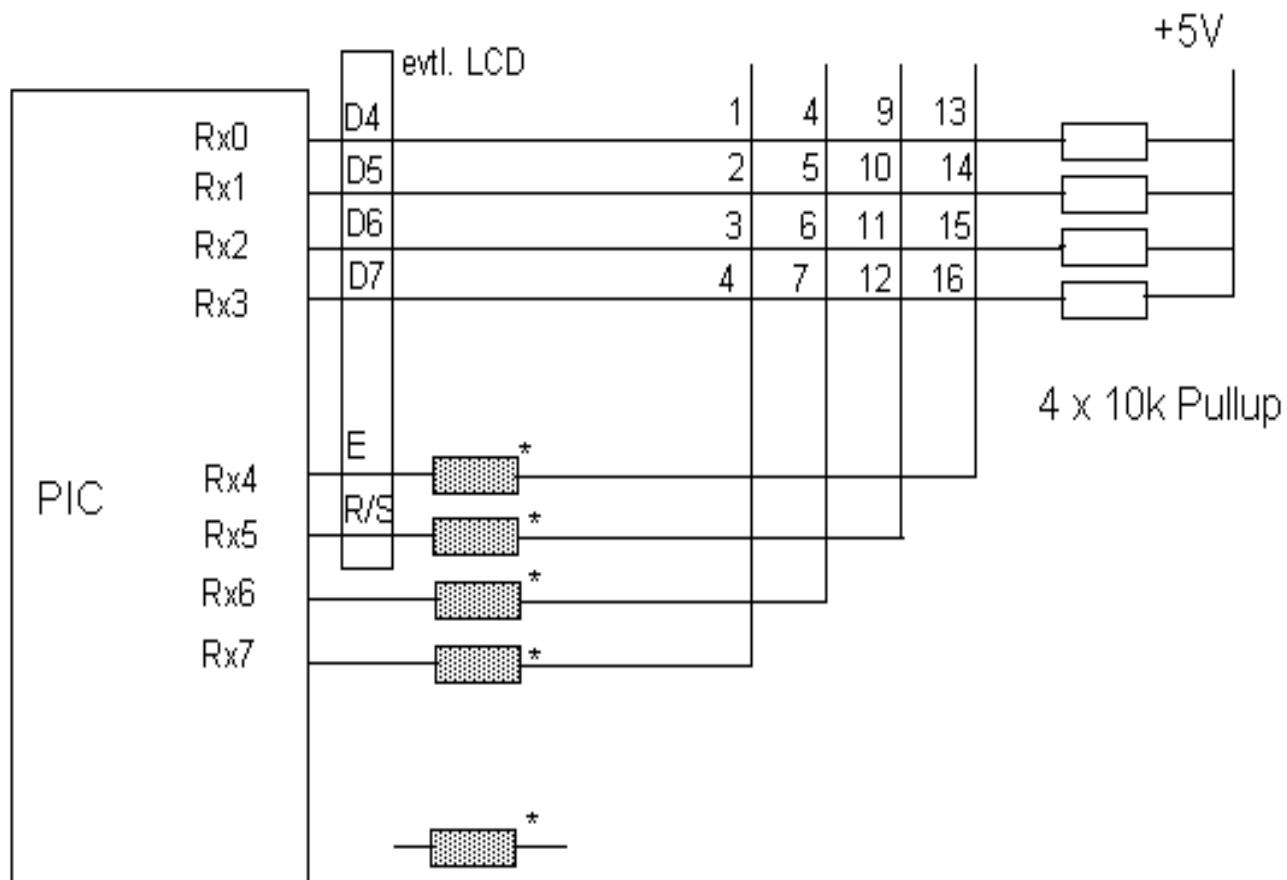 +5V
evtl. LCD
Rx0 D4 1 4 9 13
Rx1 D5 2 5 10 14
Rx2 D6 3 6 11 15
Rx3 D7 4 7 12 16
4 x 10k Pullup
PIC
Rx4 E *
Rx5 R/S *
Rx6 *
Rx7 *
*